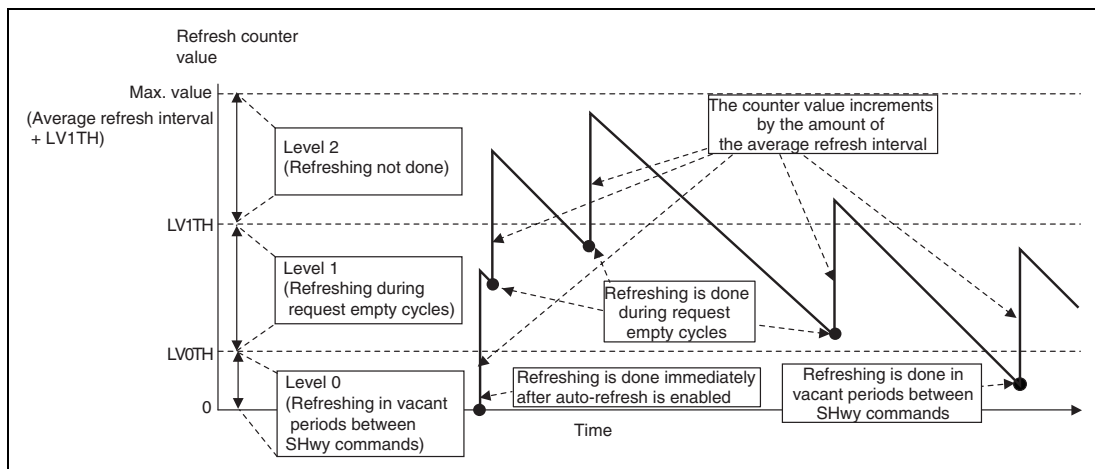 Refresh counter
value
Max. value
(Average refresh interval
+ LV1TH)
The counter value increments
by the amount of
the average refresh interval
Level 2
(Refreshing not done)
LV1TH
Level 1
(Refreshing during
request empty cycles)
Refreshing is done
during request
empty cycles
LV0TH
Level 0
(Refreshing in vacant
periods between
SHwy commands)
Refreshing is done immediately
after auto-refresh is enabled
Refreshing is done in
vacant periods between
SHwy commands
0
Time